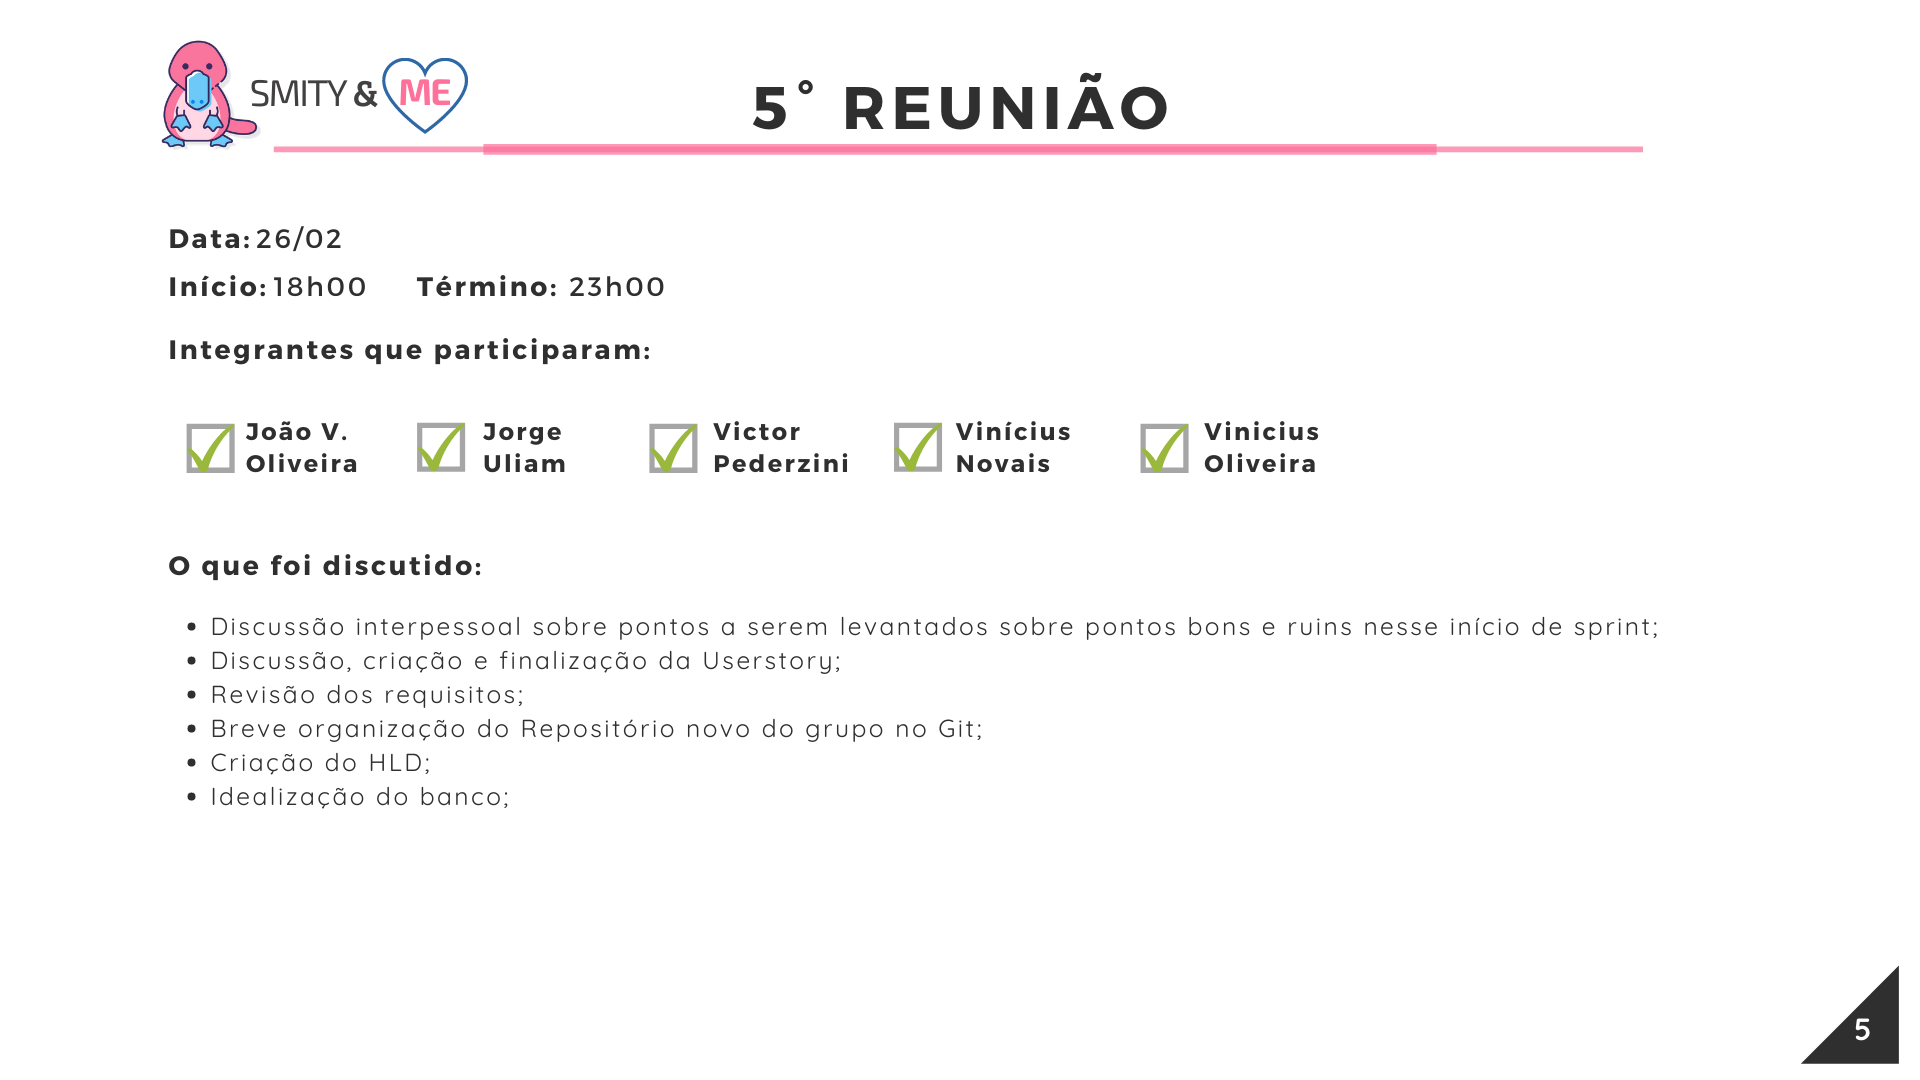 SMITY & ME
5° REUNIÃO
Data: 26/02
Início: 18h00 Término: 23h00
Integrantes que participaram:
João V. Oliveira
Jorge Uliam
Victor Pederzini
Vinícius Novais
Vinicius Oliveira
O que foi discutido:
• Discussão interpessoal sobre pontos a serem levantados sobre pontos bons e ruins nesse início de sprint;
• Discussão, criação e finalização da Userstory;
• Revisão dos requisitos;
• Breve organização do Repositório novo do grupo no Git;
• Criação do HLD;
• Idealização do banco;
5